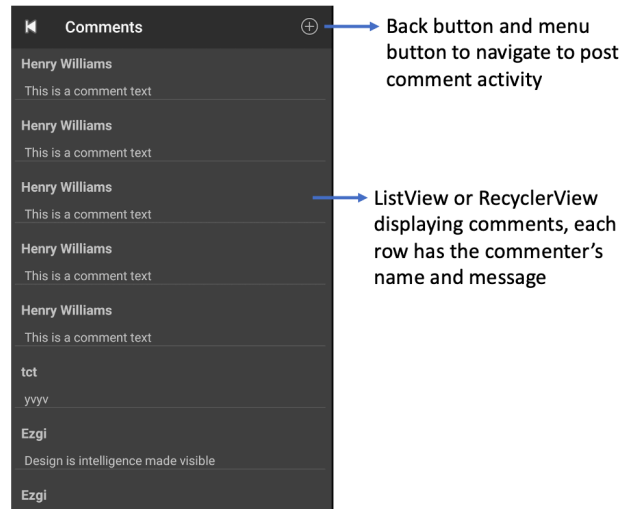 Comments
Back button and menu
button to navigate to post
comment activity
Henry Williams
This is a comment text
Henry Williams
This is a comment text
Henry Williams
This is a comment text
ListView or RecyclerView
displaying comments, each
row has the commenter's
name and message
Henry Williams
This is a comment text
Henry Williams
This is a comment text
tct
yvyv
Ezgi
Design is intelligence made visible
Ezgi